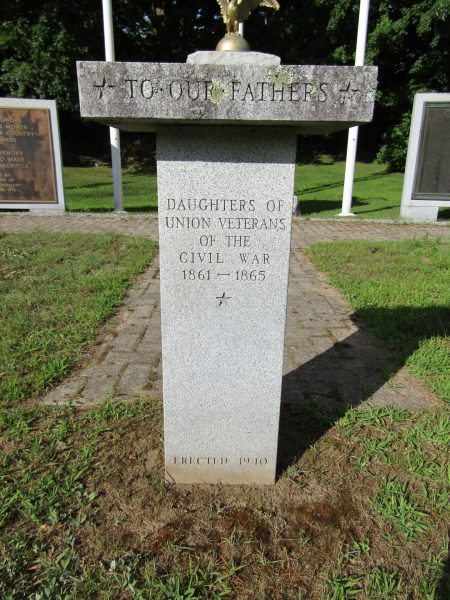 ★ TO·OUR·FATHERS ★
DAUGHTERS OF
UNION VETERANS
OF THE
CIVIL WAR
1861 — 1865
★
ERECTED 1940